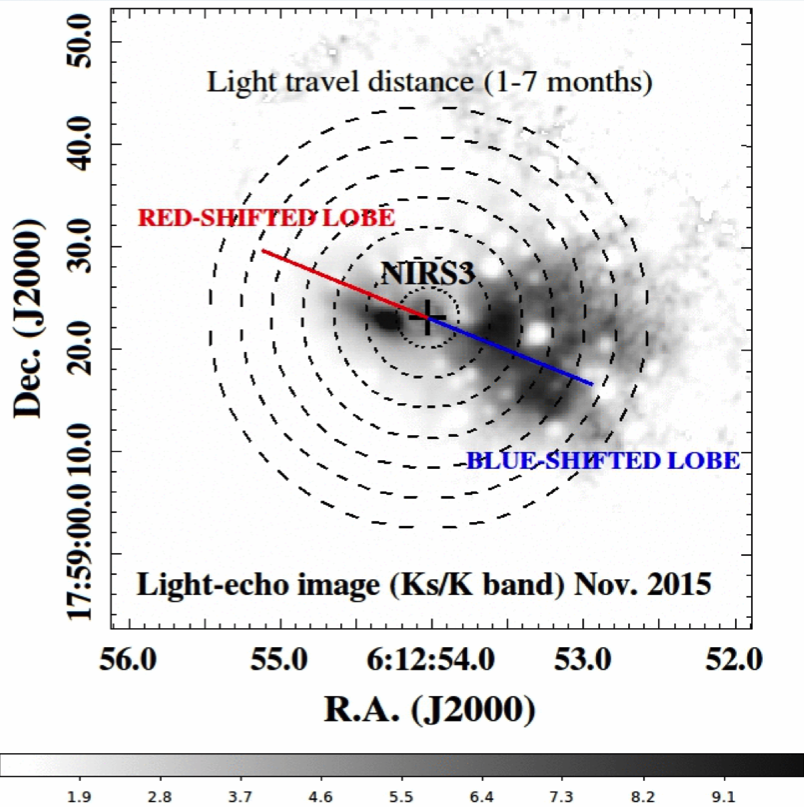 Light travel distance (1-7 months)
RED-SHIFTED LOBE
NIRS3
BLUE-SHIFTED LOBE
Light-echo image (Ks/K band) Nov. 2015
Dec. (J2000)
50.0
40.0
30.0
20.0
10.0
17:59:00.0
56.0 55.0 6:12:54.0 53.0 52.0
R.A. (J2000)
1.9 2.8 3.7 4.6 5.5 6.4 7.3 8.2 9.1